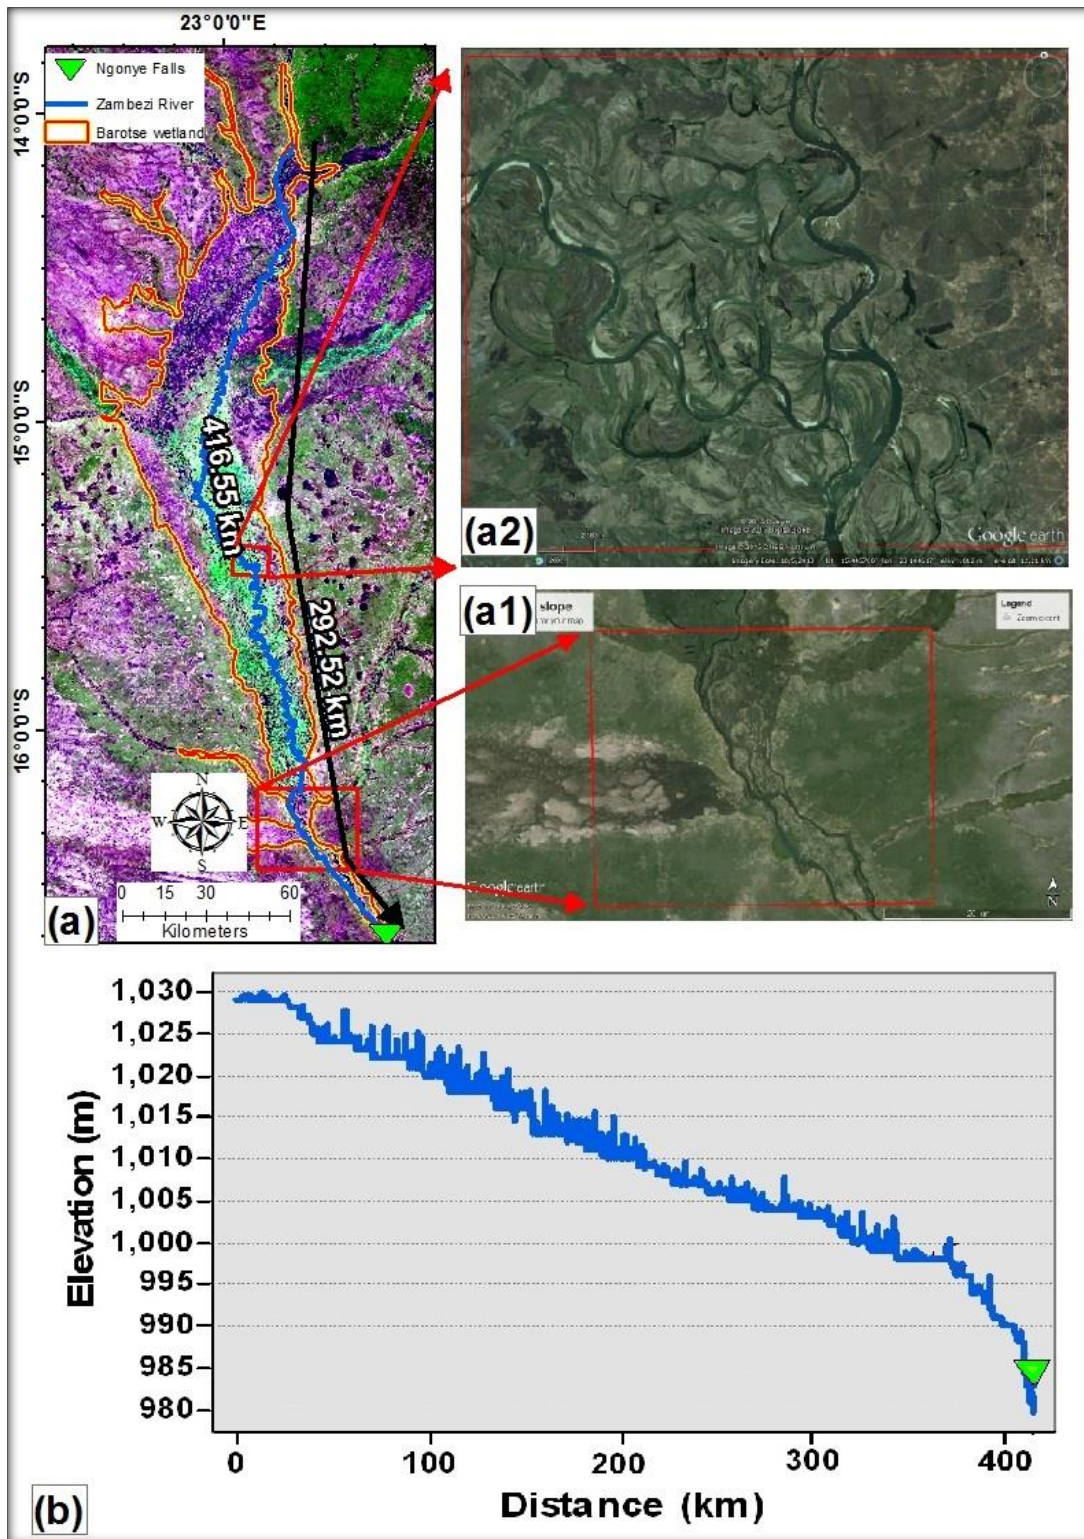 23°0'0"E
Ngonye Falls
Zambezi River
Barotse wetland
14°0'0"S
15°0'0"S
16°0'0"S
416.55 km
292.52 km
N
W E
S
0 15 30 60
Kilometers
(a)
(a2)
Google earth
(a1)
slope
your map
Legend
Google earth
N
1,030
1,025
1,020
1,015
1,010
1,005
1,000
995
990
985
980
Elevation (m)
0 100 200 300 400
Distance (km)
(b)